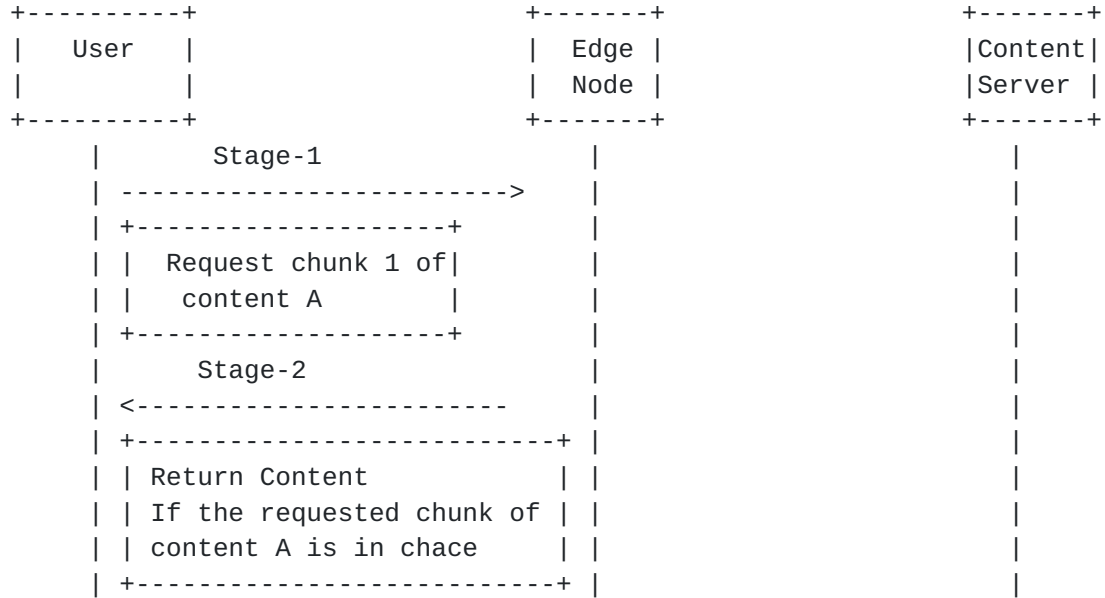 User Edge Content
Node Server
Stage-1
Request chunk 1 of
content A
Stage-2
Return Content
If the requested chunk of
content A is in chace